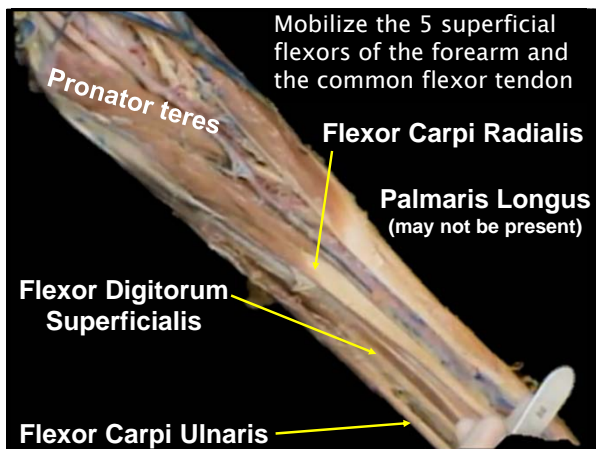 Mobilize the 5 superficial
flexors of the forearm and
the common flexor tendon
Pronator teres
Flexor Carpi Radialis
Palmaris Longus
(may not be present)
Flexor Digitorum
Superficialis
Flexor Carpi Ulnaris